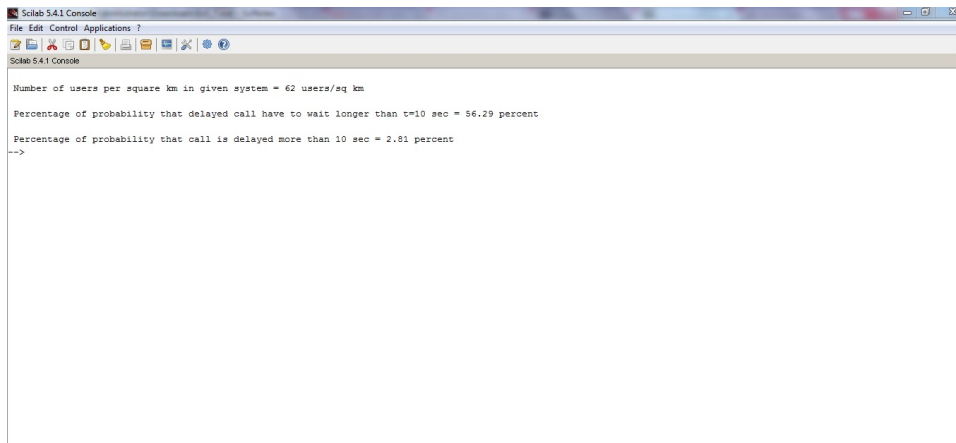 Scilab 5.4.1 Console
File Edit Control Applications ?
Scilab 5.4.1 Console
Number of users per square km in given system = 62 users/sq km
Percentage of probability that delayed call have to wait longer than t=10 sec = 56.29 percent
Percentage of probability that call is delayed more than 10 sec = 2.81 percent
-->